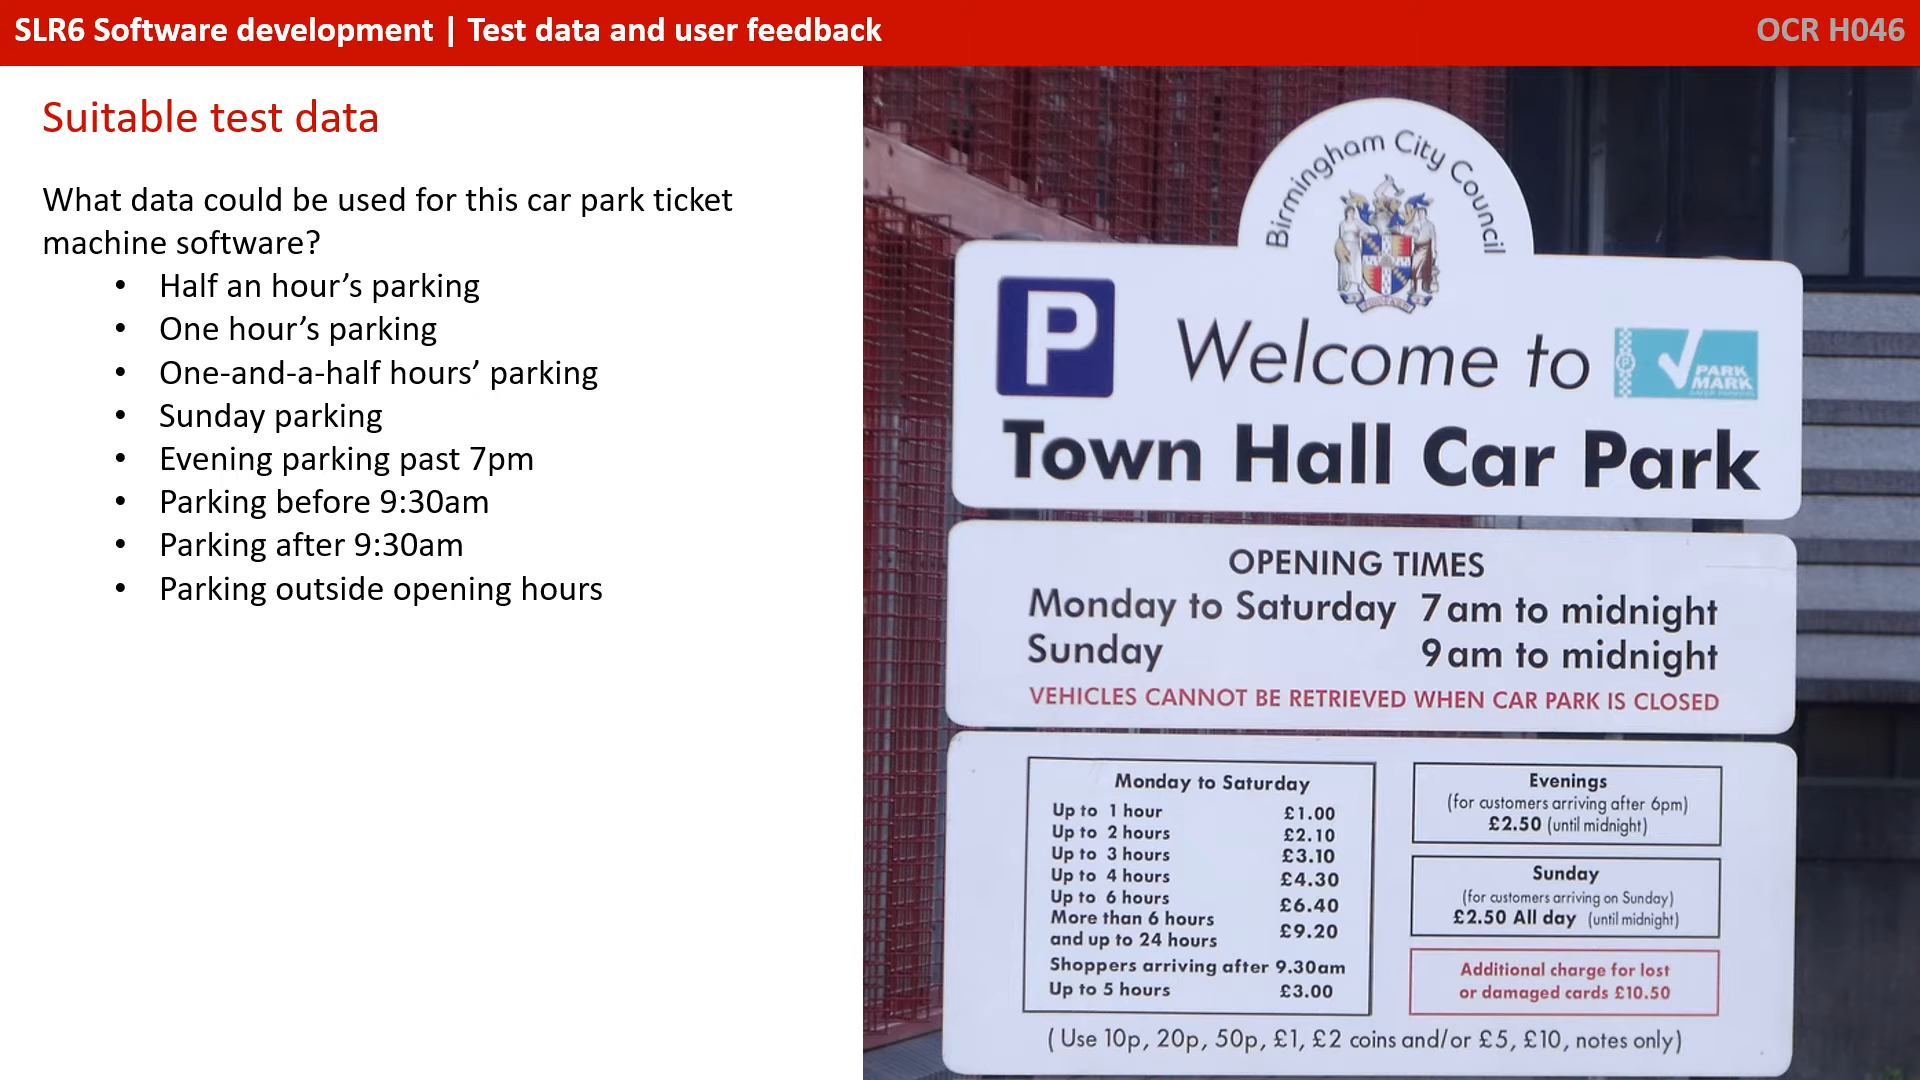 SLR6 Software development | Test data and user feedback
OCR H046
Suitable test data
What data could be used for this car park ticket
machine software?
• Half an hour’s parking
• One hour’s parking
• One-and-a-half hours’ parking
• Sunday parking
• Evening parking past 7pm
• Parking before 9:30am
• Parking after 9:30am
• Parking outside opening hours
Birmingham City Council
P
Welcome to
PARK
MARK
Town Hall Car Park
OPENING TIMES
Monday to Saturday 7am to midnight
Sunday 9am to midnight
VEHICLES CANNOT BE RETRIEVED WHEN CAR PARK IS CLOSED
Monday to Saturday
Up to 1 hour £1.00
Up to 2 hours £2.10
Up to 3 hours £3.10
Up to 4 hours £4.30
Up to 6 hours £6.40
More than 6 hours
and up to 24 hours £9.20
Shoppers arriving after 9.30am
Up to 5 hours £3.00
Evenings
(for customers arriving after 6pm)
£2.50 (until midnight)
Sunday
(for customers arriving on Sunday)
£2.50 All day (until midnight)
Additional charge for lost
or damaged cards £10.50
( Use 10p, 20p, 50p, £1, £2 coins and/or £5, £10, notes only)